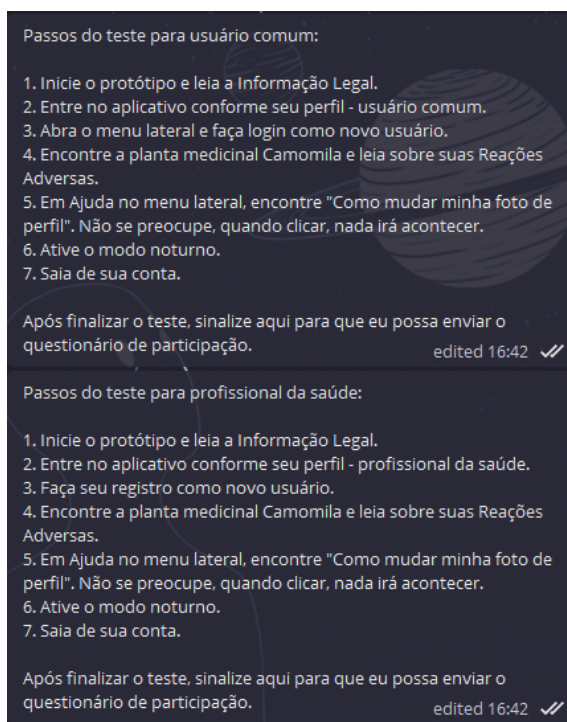 Passos do teste para usuário comum:
1. Inicie o protótipo e leia a Informação Legal.
2. Entre no aplicativo conforme seu perfil - usuário comum.
3. Abra o menu lateral e faça login como novo usuário.
4. Encontre a planta medicinal Camomila e leia sobre suas Reações
Adversas.
5. Em Ajuda no menu lateral, encontre "Como mudar minha foto de
perfil". Não se preocupe, quando clicar, nada irá acontecer.
6. Ative o modo noturno.
7. Saia de sua conta.
Após finalizar o teste, sinalize aqui para que eu possa enviar o
questionário de participação.
edited 16:42
Passos do teste para profissional da saúde:
1. Inicie o protótipo e leia a Informação Legal.
2. Entre no aplicativo conforme seu perfil - profissional da saúde.
3. Faça seu registro como novo usuário.
4. Encontre a planta medicinal Camomila e leia sobre suas Reações
Adversas.
5. Em Ajuda no menu lateral, encontre "Como mudar minha foto de
perfil". Não se preocupe, quando clicar, nada irá acontecer.
6. Ative o modo noturno.
7. Saia de sua conta.
Após finalizar o teste, sinalize aqui para que eu possa enviar o
questionário de participação.
edited 16:42